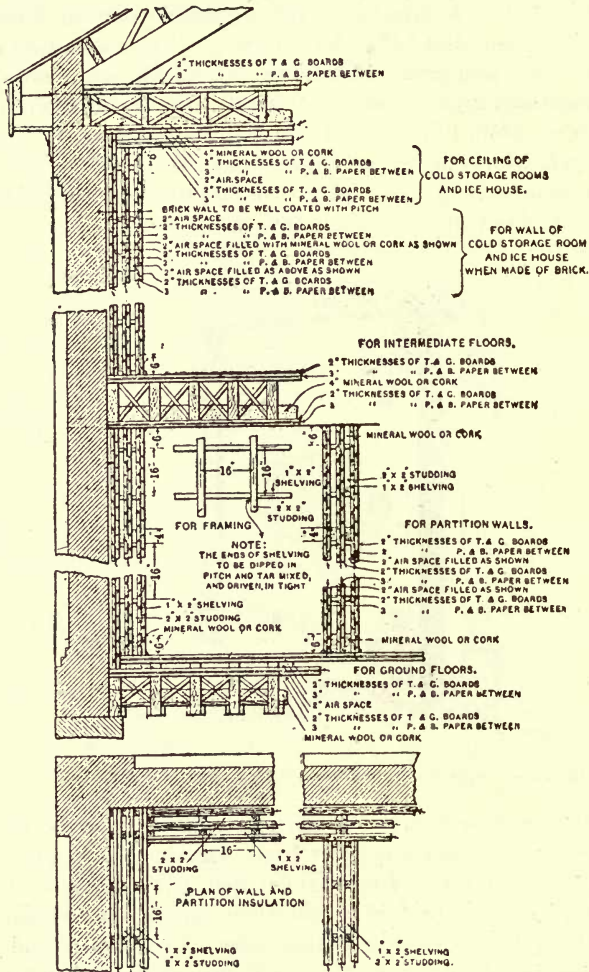 2" THICKNESSES OF T & G. BOARDS
3" " " P. & B. PAPER BETWEEN
6"
4" MINERAL WOOL OR CORK
2" THICKNESSES OF T. & G. BOARDS
3' " " P. & B. PAPER BETWEEN
2" AIR SPACE
2" THICKNESSES OF T. & G. BOARDS
3' " " P. & B. PAPER BETWEEN
FOR CEILING OF
COLD STORAGE ROOMS
AND ICE HOUSE.
BRICK WALL TO BE WELL COATED WITH PITCH
2" AIR SPACE
2" THICKNESSES OF T. & G. BOARDS
3 " " P. & B. PAPER BETWEEN
2" AIR SPACE FILLED WITH MINERAL WOOL OR CORK AS SHOWN
2" THICKNESSES OF T. & G. BOARDS
3' " " P. & B. PAPER BETWEEN
2" AIR SPACE FILLED AS ABOVE AS SHOWN
2" THICKNESSES OF T. & G BOARDS
3 " " P. & B. PAPER BETWEEN
FOR WALL OF
COLD STORAGE ROOM
AND ICE HOUSE
WHEN MADE OF BRICK.
6"
FOR INTERMEDIATE FLOORS.
2" THICKNESSES OF T. & G. BOARDS
3' " " P. & B. PAPER BETWEEN
4" MINERAL WOOL OR CORK
2" THICKNESSES OF T. & G. BOARDS
3 " " P. & B. PAPER BETWEEN
6"
16"
6"
MINERAL WOOL OR CORK
16"
16"
1" X 2"
SHELVING
2" X 2"
STUDDING
2" X 2" STUDDING
1" X 2" SHELVING
FOR FRAMING
NOTE:
THE ENDS OF SHELVING
TO BE DIPPED IN
PITCH AND TAR MIXED,
AND DRIVEN, IN TIGHT
4"
4"
FOR PARTITION WALLS.
2" THICKNESSES OF T. & G. BOARDS
2 " P. & B. PAPER BETWEEN
2" AIR SPACE FILLED AS SHOWN
2" THICKNESSES OF T. & G. BOARDS
3' " " P. & B. PAPER BETWEEN
2" AIR SPACE FILLED AS SHOWN
2" THICKNESSES OF T. & G. BOARDS
3 " " P. & B. PAPER BETWEEN
16"
1" X 2" SHELVING
2" X 2" STUDDING
MINERAL WOOL OR CORK
6"
6"
MINERAL WOOL OR CORK
FOR GROUND FLOORS.
2" THICKNESSES OF T. & G. BOARDS
3" " " P. & B. PAPER BETWEEN
2" AIR SPACE
2" THICKNESSES OF T & G. BOARDS
3 " " P. & B. PAPER BETWEEN
MINERAL WOOL OR CORK
2" X 2"
STUDDING
16"
1" X 2"
SHELVING
PLAN OF WALL AND
PARTITION INSULATION
16"
1 X 2" SHELVING
2" X 2" STUDDING
1" X 2" SHELVING
2" X 2" STUDDING.